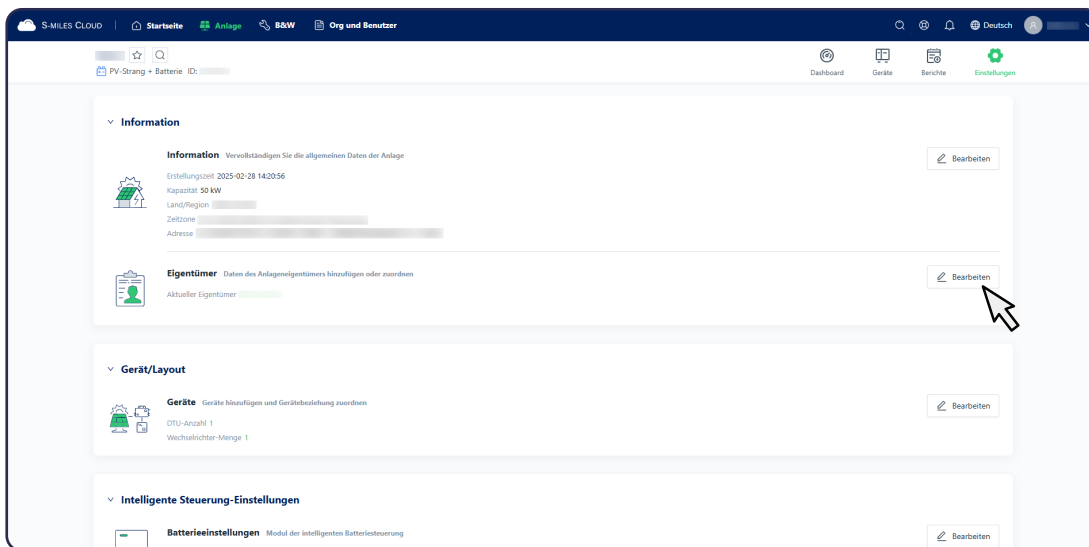 S-MILES CLOUD Startseite Anlage B&W Org und Benutzer Deutsch A
PV-Strang + Batterie ID:
Dashboard Geräte Berichte Einstellungen
Information
Information Vervollständigen Sie die allgemeinen Daten der Anlage Bearbeiten
Erstellungszeit 2025-02-28 14:20:56
Kapazität 50 kW
Land/Region
Zeitzone
Adresse
Eigentümer Daten des Anlageneigentümers hinzufügen oder zuordnen Bearbeiten
Aktueller Eigentümer
Gerät/Layout
Geräte Geräte hinzufügen und Gerätebeziehung zuordnen Bearbeiten
DTU-Anzahl 1
Wechselrichter-Menge 1
Intelligente Steuerung-Einstellungen
Batterieeinstellungen Modul der intelligenten Batteriesteuerung Bearbeiten